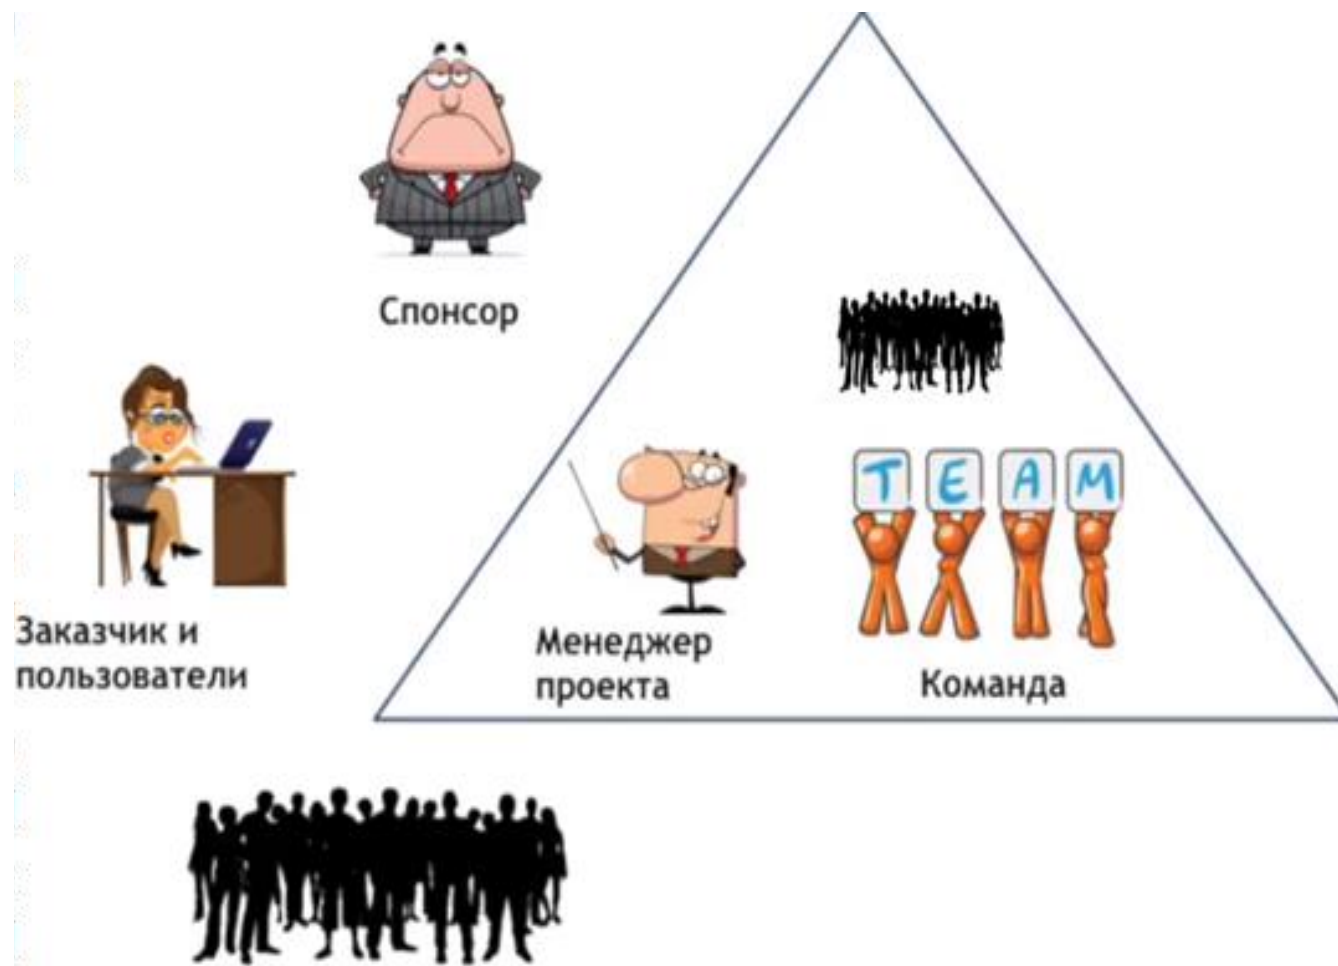 Спонсор
TEAM
Заказчик и
пользователи
Менеджер
проекта
Команда